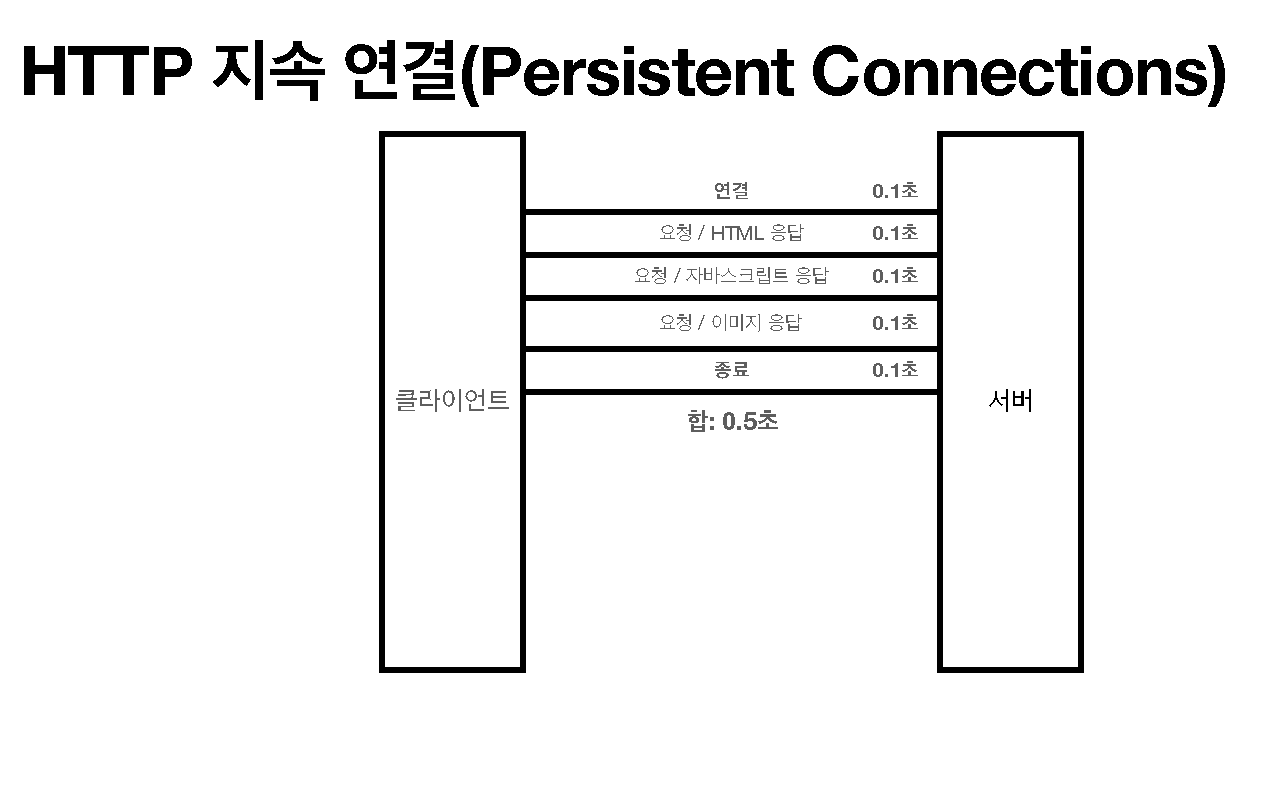 HTTP 지속 연결(Persistent Connections)
연결 0.1초
요청 / HTML 응답 0.1초
요청 / 자바스크립트 응답 0.1초
요청 / 이미지 응답 0.1초
종료 0.1초
클라이언트
서버
합: 0.5초